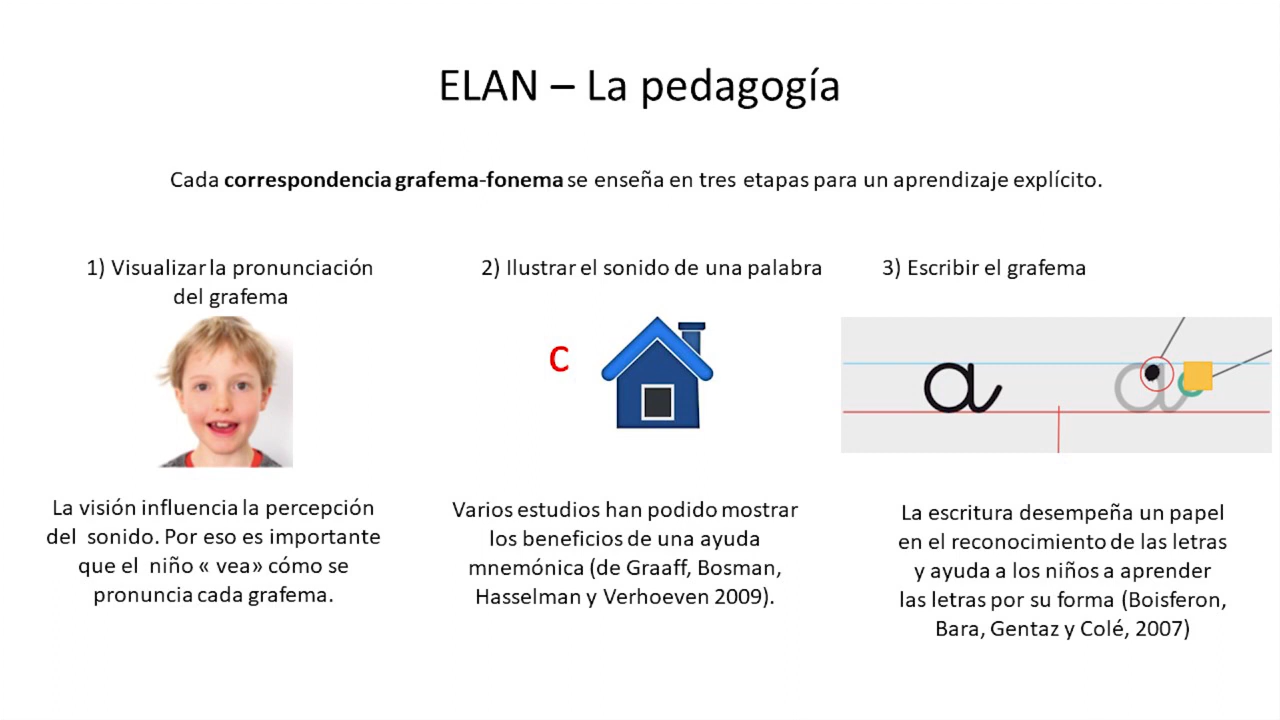 ELAN – La pedagogía
Cada correspondencia grafema-fonema se enseña en tres etapas para un aprendizaje explícito.
1) Visualizar la pronunciación
del grafema
La visión influencia la percepción
del sonido. Por eso es importante
que el niño « vea» cómo se
pronuncia cada grafema.
2) Ilustrar el sonido de una palabra
c
Varios estudios han podido mostrar
los beneficios de una ayuda
mnemónica (de Graaff, Bosman,
Hasselman y Verhoeven 2009).
3) Escribir el grafema
a a
La escritura desempeña un papel
en el reconocimiento de las letras
y ayuda a los niños a aprender
las letras por su forma (Boisferon,
Bara, Gentaz y Colé, 2007)